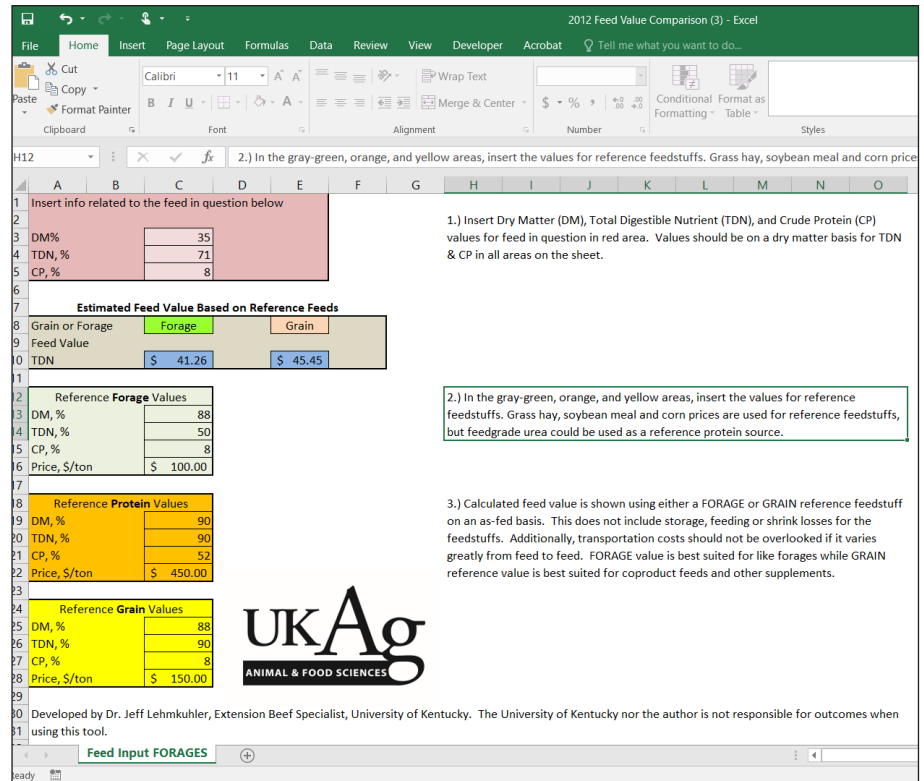 2012 Feed Value Comparison (3) - Excel
File Home Insert Page Layout Formulas Data Review View Developer Acrobat Tell me what you want to do...
Cut
Copy
Format Painter
Paste
Calibri 11 A A
B I U A
Wrap Text
Merge & Center
$ % , .0 .00 .00 .0
Conditional Formatting
Format as Table
Clipboard Font Alignment Number Styles
H12 fx 2.) In the gray-green, orange, and yellow areas, insert the values for reference feedstuffs. Grass hay, soybean meal and corn price
A B C D E F G H I J K L M N O
1 Insert info related to the feed in question below
2
3 DM% 35
4 TDN, % 71
5 CP, % 8
1.) Insert Dry Matter (DM), Total Digestible Nutrient (TDN), and Crude Protein (CP)
values for feed in question in red area. Values should be on a dry matter basis for TDN
& CP in all areas on the sheet.
6
7 Estimated Feed Value Based on Reference Feeds
8 Grain or Forage Forage Grain
9 Feed Value
10 TDN $ 41.26 $ 45.45
11
12 Reference Forage Values
13 DM, % 88
14 TDN, % 50
15 CP, % 8
16 Price, $/ton $ 100.00
2.) In the gray-green, orange, and yellow areas, insert the values for reference
feedstuffs. Grass hay, soybean meal and corn prices are used for reference feedstuffs,
but feedgrade urea could be used as a reference protein source.
17
18 Reference Protein Values
19 DM, % 90
20 TDN, % 90
21 CP, % 52
22 Price, $/ton $ 450.00
3.) Calculated feed value is shown using either a FORAGE or GRAIN reference feedstuff
on an as-fed basis. This does not include storage, feeding or shrink losses for the
feedstuffs. Additionally, transportation costs should not be overlooked if it varies
greatly from feed to feed. FORAGE value is best suited for like forages while GRAIN
reference value is best suited for coproduct feeds and other supplements.
23
24 Reference Grain Values
25 DM, % 88
26 TDN, % 90
27 CP, % 8
28 Price, $/ton $ 150.00
UKAg
ANIMAL & FOOD SCIENCES
29
30 Developed by Dr. Jeff Lehmkuhler, Extension Beef Specialist, University of Kentucky. The University of Kentucky nor the author is not responsible for outcomes when
31 using this tool.
Feed Input FORAGES
eady